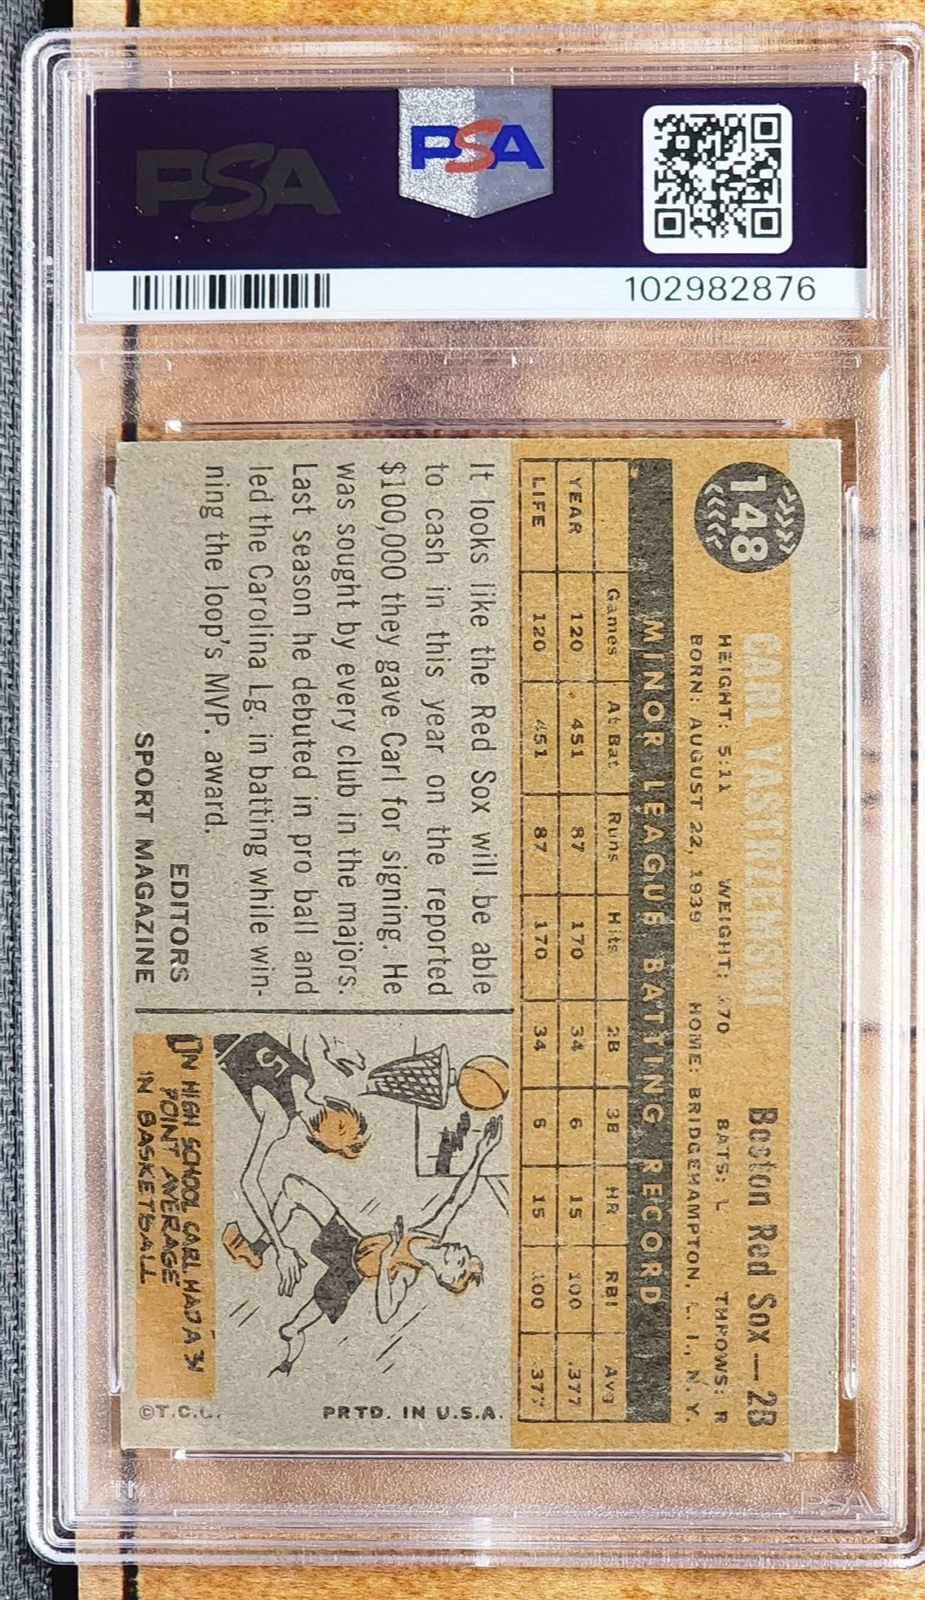 PSA
PSA
102982876
148
CARL YASTRZEMSKI
Boston Red Sox—2B
HEIGHT: 5:11 WEIGHT: 170 BATS: L THROWS: R
BORN: AUGUST 22, 1939 HOME: BRIDGEHAMPTON, L. I., N. Y.
MINOR LEAGUE BATTING RECORD
Games At Bat Runs Hits 2B 3B HR RBI Avg
YEAR 120 451 87 170 34 6 15 100 .377
LIFE 120 451 87 170 34 6 15 100 .377
It looks like the Red Sox will be able
to cash in this year on the reported
$100,000 they gave Carl for signing. He
was sought by every club in the majors.
Last season he debuted in pro ball and
led the Carolina Lg. in batting while win-
ning the loop's MVP. award.
EDITORS
SPORT MAGAZINE
5
IN HIGH SCHOOL CARL HAD A 34
POINT AVERAGE
IN BASKETBALL
PRTD. IN U.S.A.
©T.C.G.
PSA